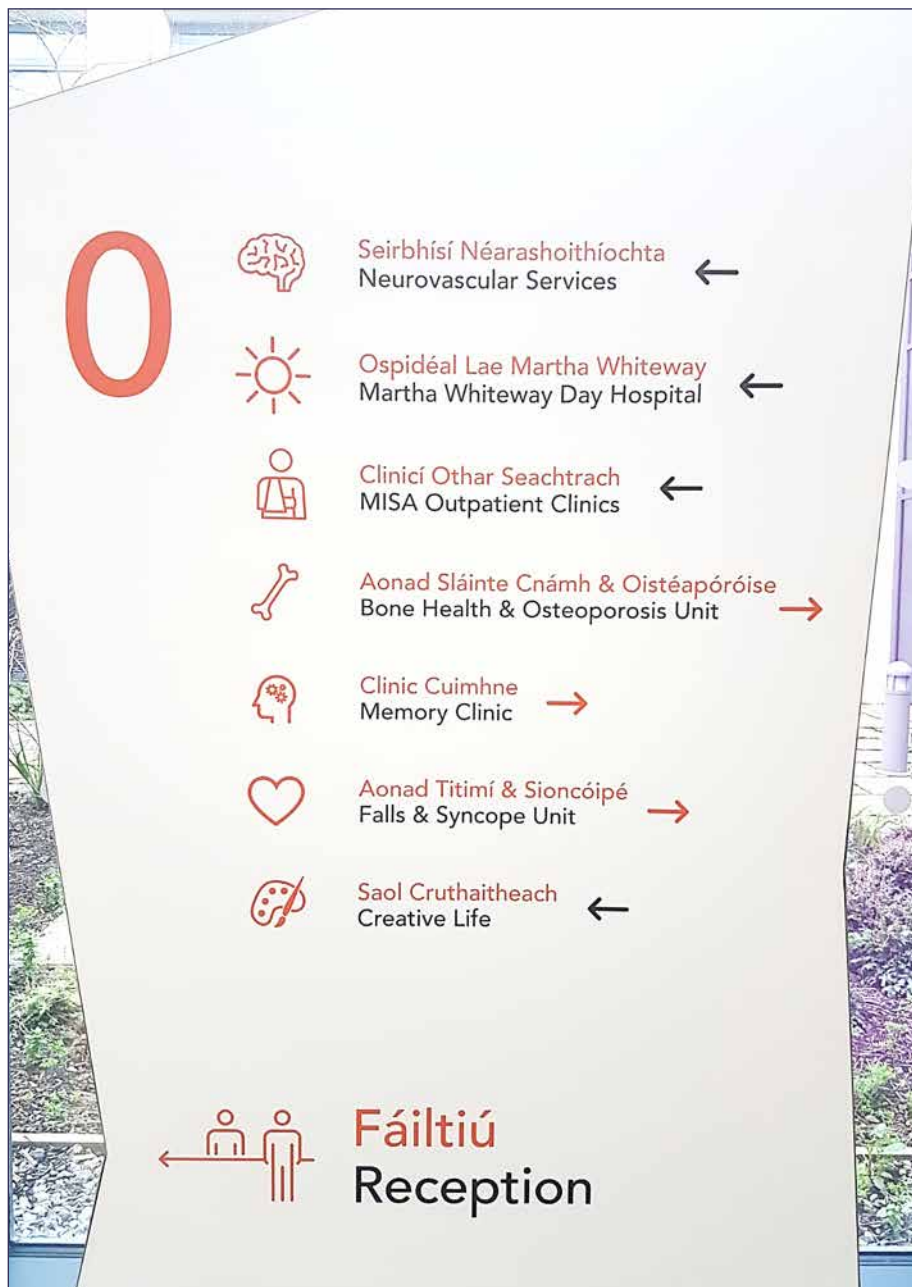 0
Seirbhísí Néarashoithíochta
Neurovascular Services
Ospidéal Lae Martha Whiteway
Martha Whiteway Day Hospital
Clinicí Othar Seachtrach
MISA Outpatient Clinics
Aonad Sláinte Cnámh & Oistéapóróise
Bone Health & Osteoporosis Unit
Clinic Cuimhne
Memory Clinic
Aonad Titimí & Sioncóipé
Falls & Syncope Unit
Saol Cruthaitheach
Creative Life
Fáiltiú
Reception